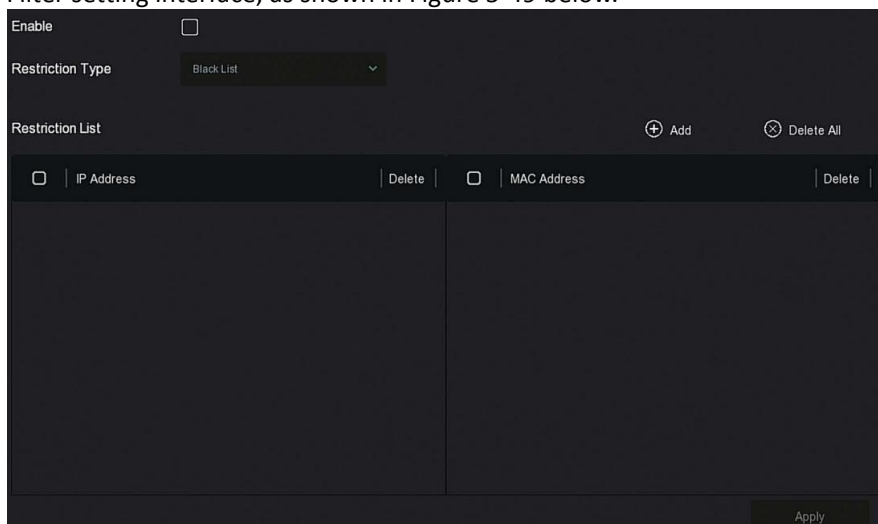 Filter setting interface, as shown in Figure 5-45 below.
Enable
Restriction Type Black List
Restriction List Add Delete All
IP Address Delete MAC Address Delete
Apply